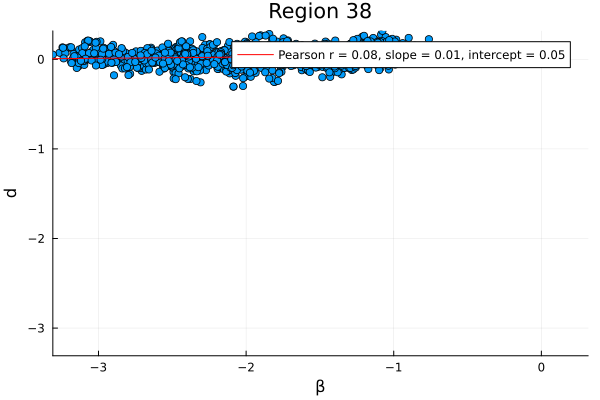 Region 38
Pearson r = 0.08, slope = 0.01, intercept = 0.05
0
−1
−2
−3
d
−3
−2
−1
0
β